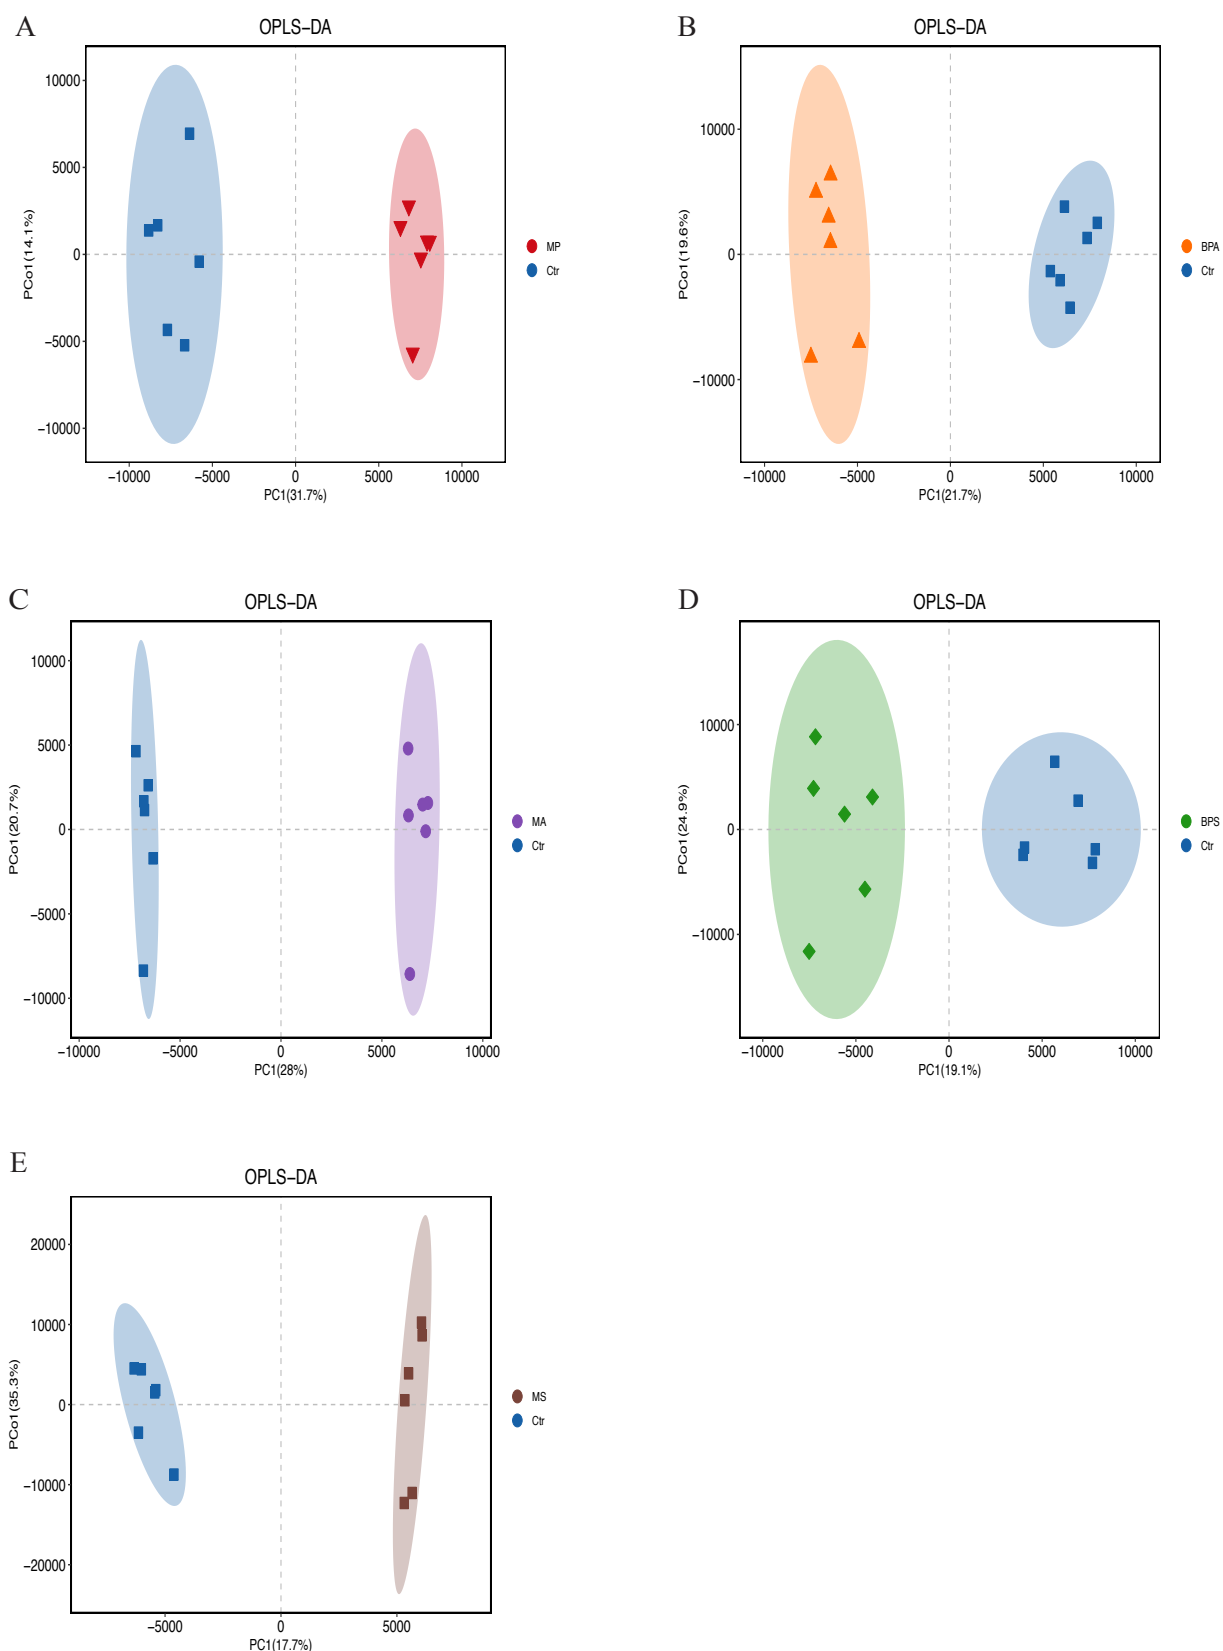 A
OPLS-DA
10000
5000
0
−5000
−10000
PCo1(14.1%)
−10000 −5000 0 5000 10000
PC1(31.7%)
MP
Ctr
B
OPLS-DA
10000
0
−10000
PCo1(19.6%)
−10000 −5000 0 5000 10000
PC1(21.7%)
BPA
Ctr
C
OPLS-DA
10000
5000
0
−5000
−10000
PCo1(20.7%)
−10000 −5000 0 5000 10000
PC1(28%)
MA
Ctr
D
OPLS-DA
10000
0
−10000
PCo1(24.9%)
−10000 −5000 0 5000 10000
PC1(19.1%)
BPS
Ctr
E
OPLS-DA
20000
10000
0
−10000
−20000
PCo1(35.3%)
−5000 0 5000
PC1(17.7%)
MS
Ctr